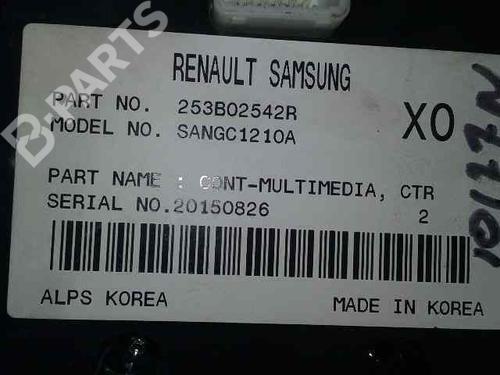 RENAULT SAMSUNG
PART NO. 253B02542R
MODEL NO. SANGC1210A
XO
PART NAME : CONT-MULTIMEDIA, CTR
SERIAL NO.20150826 2
ALPS KOREA
MADE IN KOREA
B-PARTS